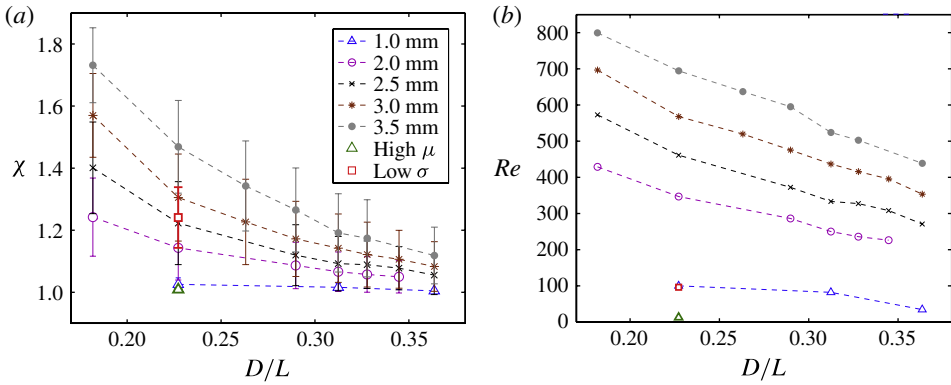 (a)
χ
1.8
1.6
1.4
1.2
1.0
0.20 0.25 0.30 0.35
D/L
1.0 mm
2.0 mm
2.5 mm
3.0 mm
3.5 mm
High μ
Low σ
(b)
Re
800
700
600
500
400
300
200
100
0
0.20 0.25 0.30 0.35
D/L